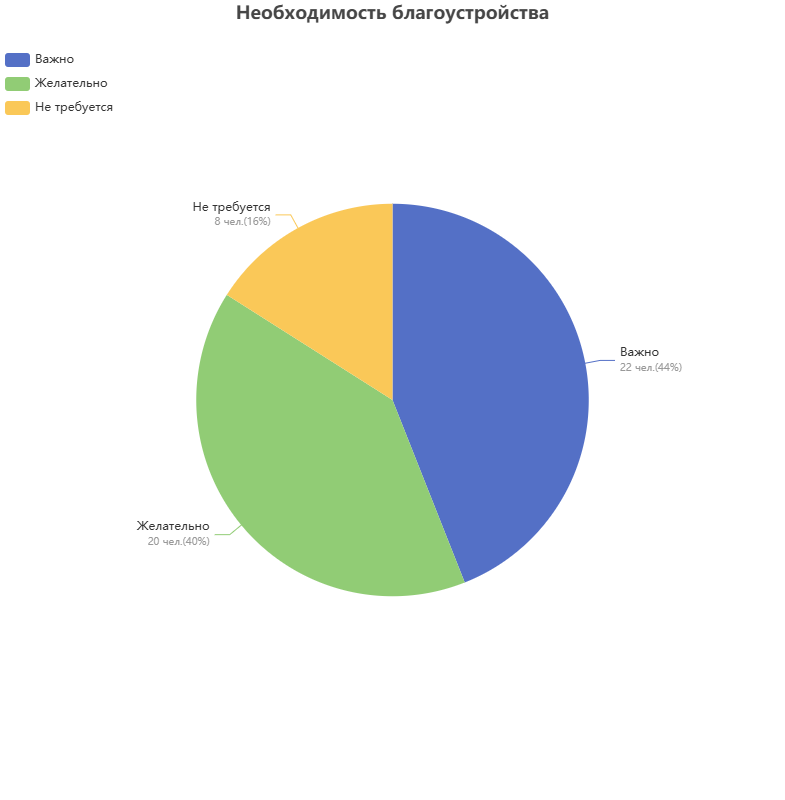 Необходимость благоустройства
Важно
Желательно
Не требуется
Не требуется
8 чел.(16%)
Важно
22 чел.(44%)
Желательно
20 чел.(40%)